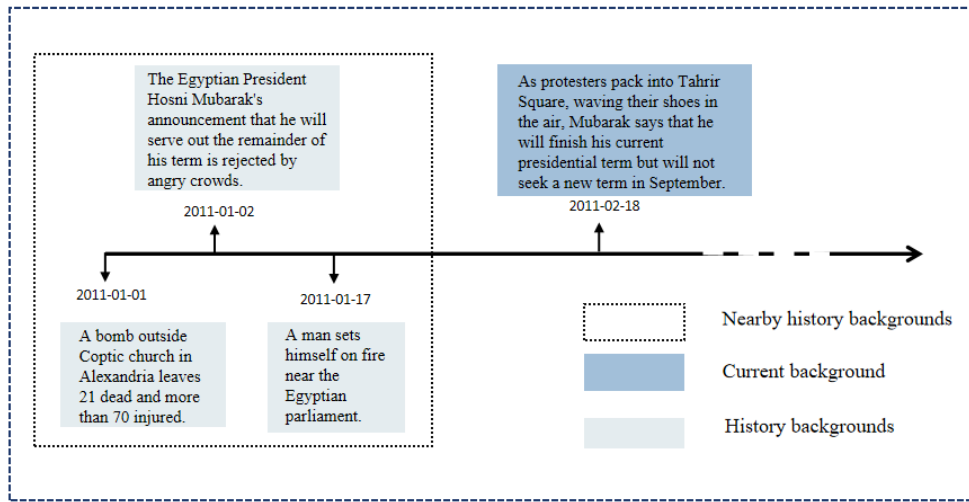 The Egyptian President
Hosni Mubarak's
announcement that he will
serve out the remainder of
his term is rejected by
angry crowds.
2011-01-02
As protesters pack into Tahrir
Square, waving their shoes in
the air, Mubarak says that he
will finish his current
presidential term but will not
seek a new term in September.
2011-02-18
2011-01-01
A bomb outside
Coptic church in
Alexandria leaves
21 dead and more
than 70 injured.
2011-01-17
A man sets
himself on fire
near the
Egyptian
parliament.
Nearby history backgrounds
Current background
History backgrounds